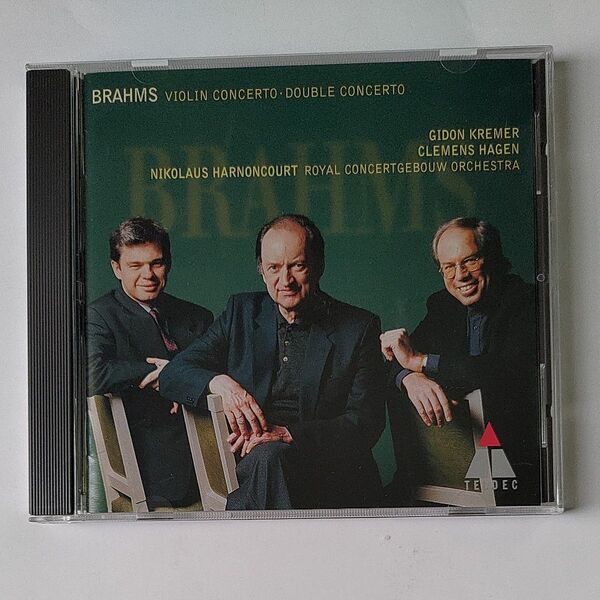 BRAHMS VIOLIN CONCERTO · DOUBLE CONCERTO
GIDON KREMER
CLEMENS HAGEN
NIKOLAUS HARNONCOURT ROYAL CONCERTGEBOUW ORCHESTRA
BRAHMS
TELDEC